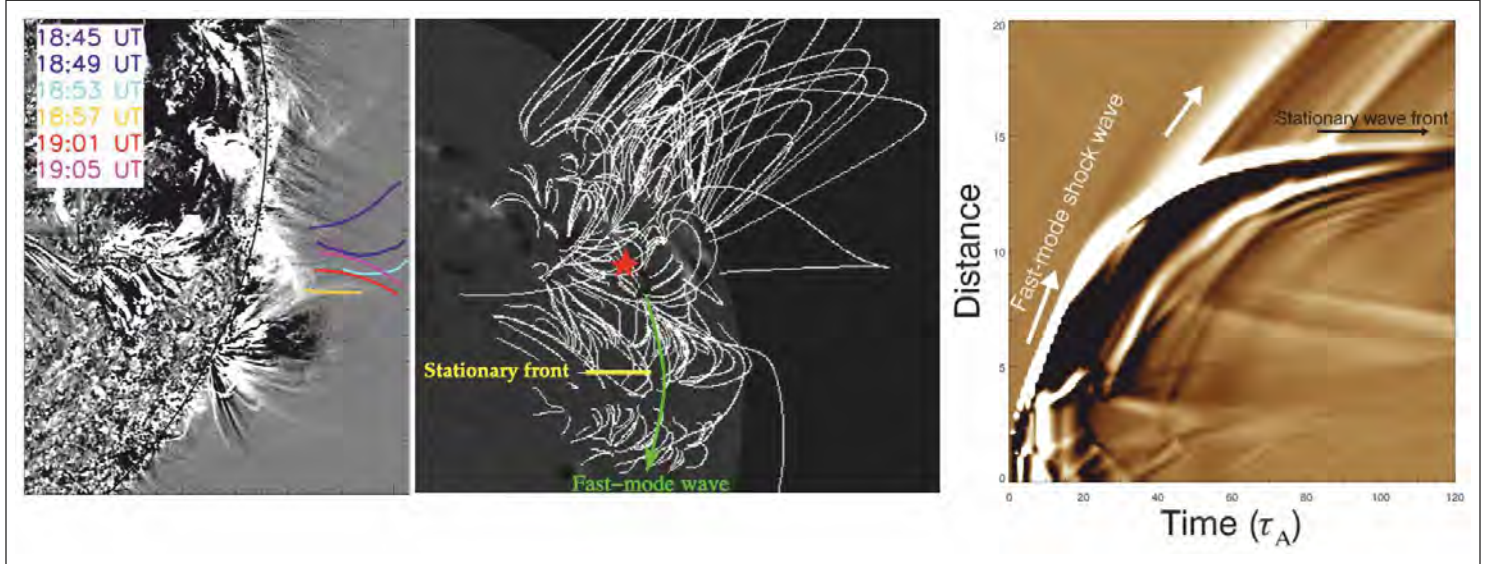 18:45 UT
18:49 UT
18:53 UT
18:57 UT
19:01 UT
19:05 UT
Stationary front
Fast-mode wave
20
15
10
5
0
Distance
Fast-mode shock wave
Stationary wave front
0 20 40 60 80 100 120
Time (τA)